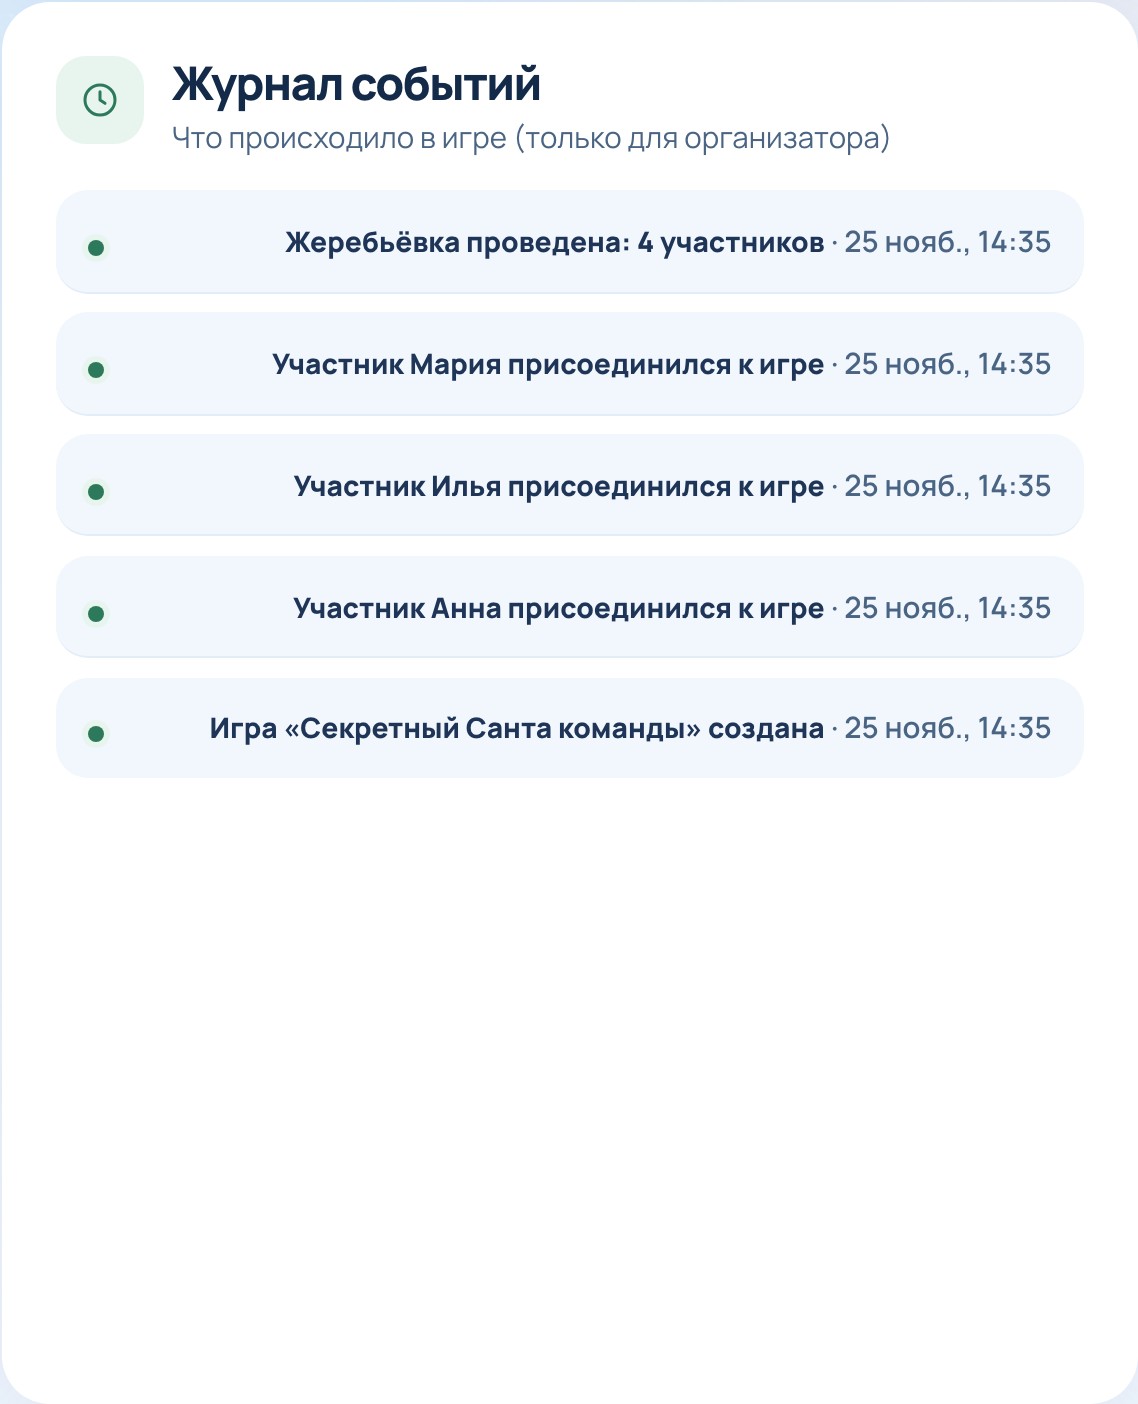 Журнал событий
Что происходило в игре (только для организатора)
Жеребьёвка проведена: 4 участников · 25 нояб., 14:35
Участник Мария присоединился к игре · 25 нояб., 14:35
Участник Илья присоединился к игре · 25 нояб., 14:35
Участник Анна присоединился к игре · 25 нояб., 14:35
Игра «Секретный Санта команды» создана · 25 нояб., 14:35